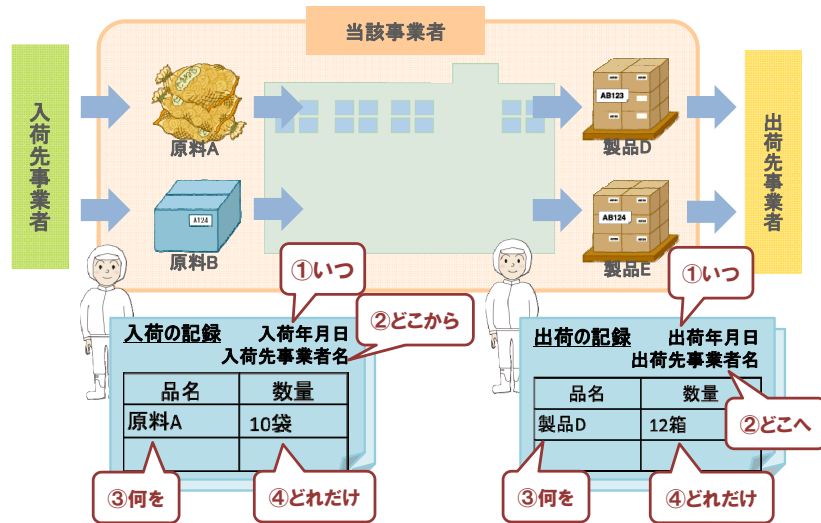 当該事業者
入荷先事業者
出荷先事業者
原料A
原料B
A124
AB123
製品D
AB124
製品E
①いつ
②どこから
入荷の記録
入荷年月日
入荷先事業者名
品名 数量
原料A 10袋
③何を
④どれだけ
①いつ
出荷の記録
出荷年月日
出荷先事業者名
②どこへ
品名 数量
製品D 12箱
③何を
④どれだけ